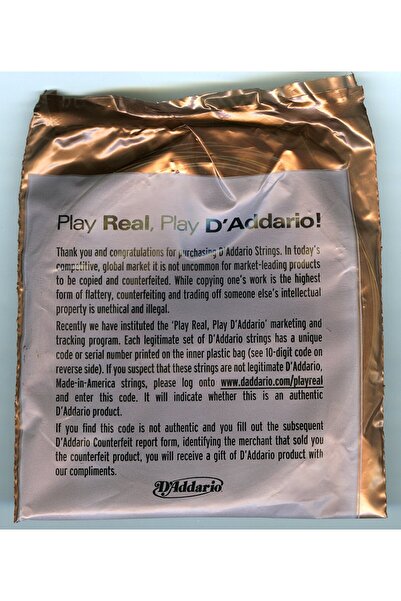 Play Real, Play D'Addario!
Thank you and congratulations for purchasing D'Addario Strings. In today's
competitive, global market it is not uncommon for market-leading products
to be copied and counterfeited. While copying one's work is the highest
form of flattery, counterfeiting and trading off someone else's intellectual
property is unethical and illegal.
Recently we have instituted the 'Play Real, Play D'Addario' marketing and
tracking program. Each legitimate set of D'Addario strings has a unique
code or serial number printed on the inner plastic bag (see 10-digit code on
reverse side). If you suspect that these strings are not legitimate D'Addario,
Made-in-America strings, please log onto www.daddario.com/playreal
and enter this code. It will indicate whether this is an authentic
D'Addario product.
If you find this code is not authentic and you fill out the subsequent
D'Addario Counterfeit report form, identifying the merchant that sold you
the counterfeit product, you will receive a gift of D'Addario product with
our compliments.
D'Addario